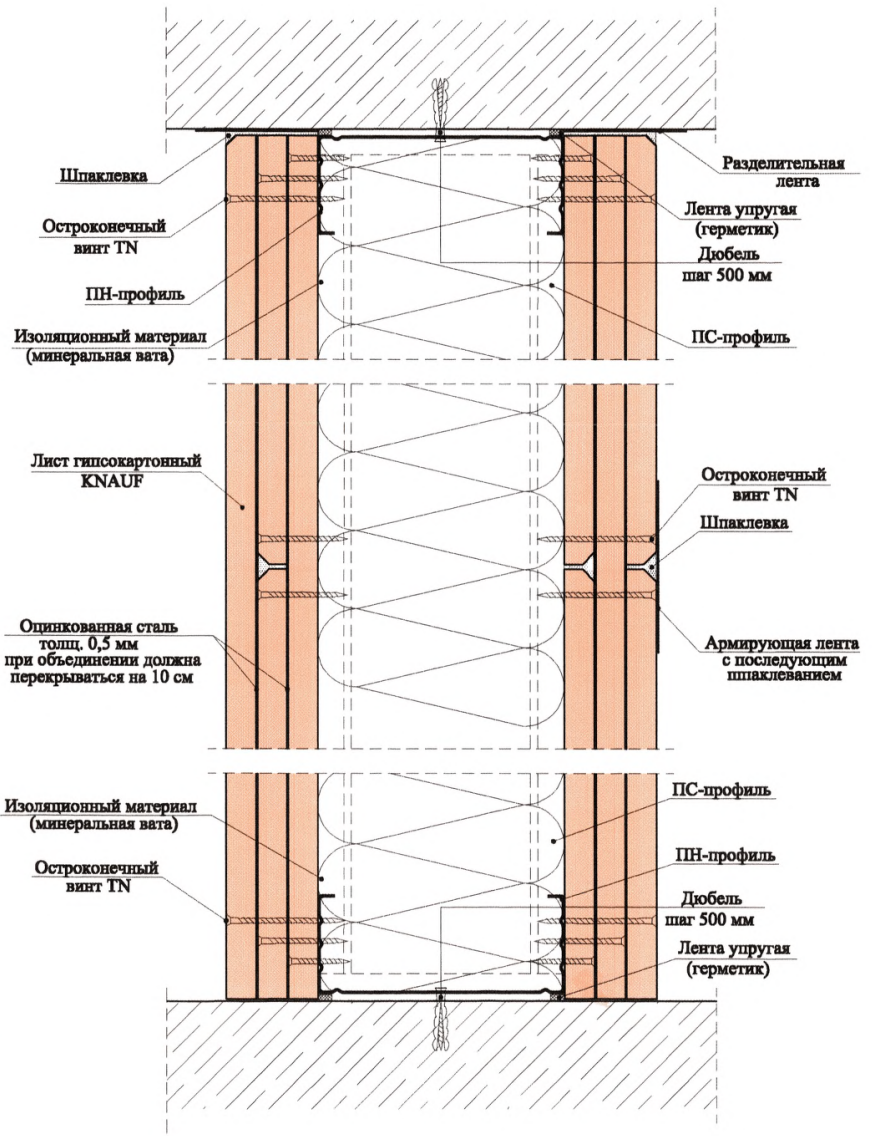 Шпаклевка
Разделительная
лента
Остроконечный
винт TN
Лента упругая
(герметик)
Дюбель
шаг 500 мм
ПН-профиль
Изоляционный материал
(минеральная вата)
ПС-профиль
Лист гипсокартонный
KNAUF
Остроконечный
винт TN
Шпаклевка
Оцинкованная сталь
толщ. 0,5 мм
при объединении должна
перекрываться на 10 см
Армирующая лента
с последующим
шпаклеванием
ПС-профиль
Изоляционный материал
(минеральная вата)
ПН-профиль
Остроконечный
винт TN
Дюбель
шаг 500 мм
Лента упругая
(герметик)